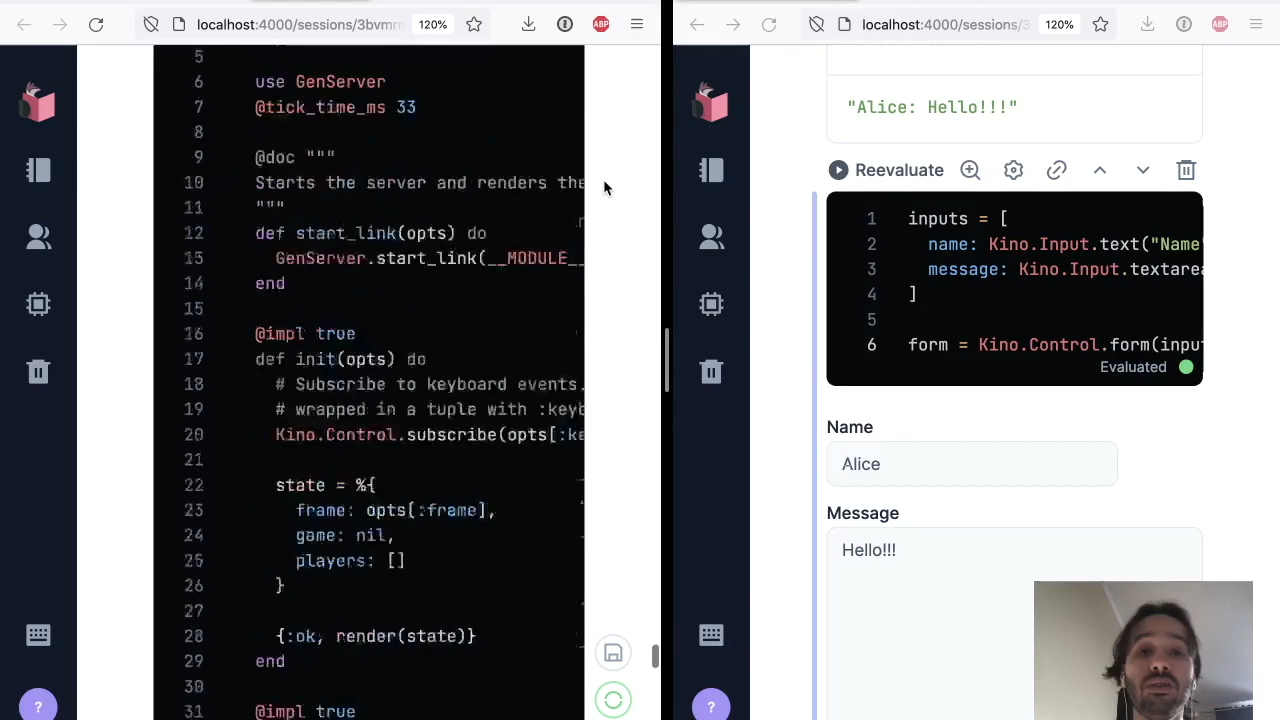 localhost:4000/sessions/3bvmrr
120%
ABP
5
6 use GenServer
7 @tick_time_ms 33
8
9 @doc """
10 Starts the server and renders the
11 """
12 def start_link(opts) do
13 GenServer.start_link(__MODULE__
14 end
15
16 @impl true
17 def init(opts) do
18 # Subscribe to keyboard events.
19 # wrapped in a tuple with :keyb
20 Kino.Control.subscribe(opts[:ke
21
22 state = %{
23 frame: opts[:frame],
24 game: nil,
25 players: []
26 }
27
28 {:ok, render(state)}
29 end
30
31 @impl true
?
localhost:4000/sessions/3
120%
ABP
"Alice: Hello!!!"
Reevaluate
1 inputs = [
2 name: Kino.Input.text("Name"
3 message: Kino.Input.textarea
4 ]
5
6 form = Kino.Control.form(input
Evaluated
Name
Alice
Message
Hello!!!
?